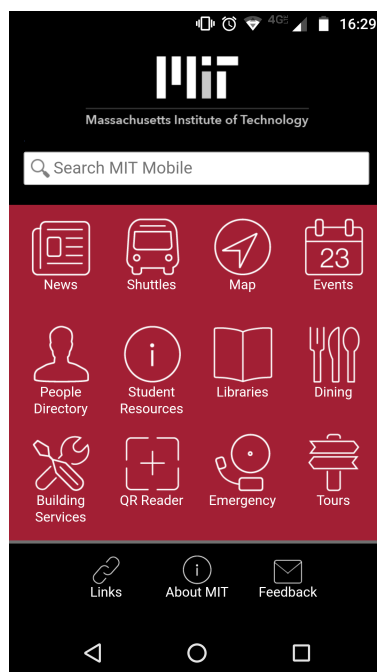 4G 16:29
MIT
Massachusetts Institute of Technology
Search MIT Mobile
News Shuttles Map Events
23
People Directory
Student Resources
Libraries
Dining
Building Services
QR Reader
Emergency
Tours
Links About MIT Feedback